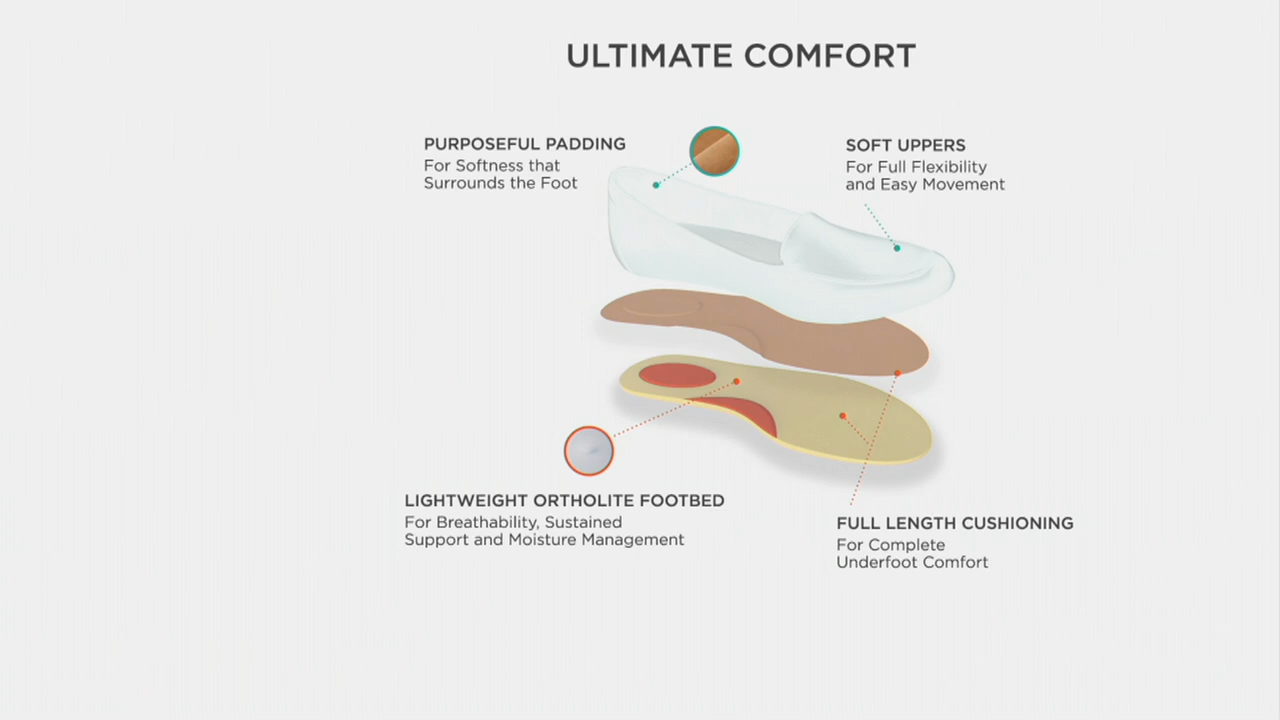 ULTIMATE COMFORT
PURPOSEFUL PADDING
For Softness that
Surrounds the Foot
SOFT UPPERS
For Full Flexibility
and Easy Movement
LIGHTWEIGHT ORTHOLITE FOOTBED
For Breathability, Sustained
Support and Moisture Management
FULL LENGTH CUSHIONING
For Complete
Underfoot Comfort